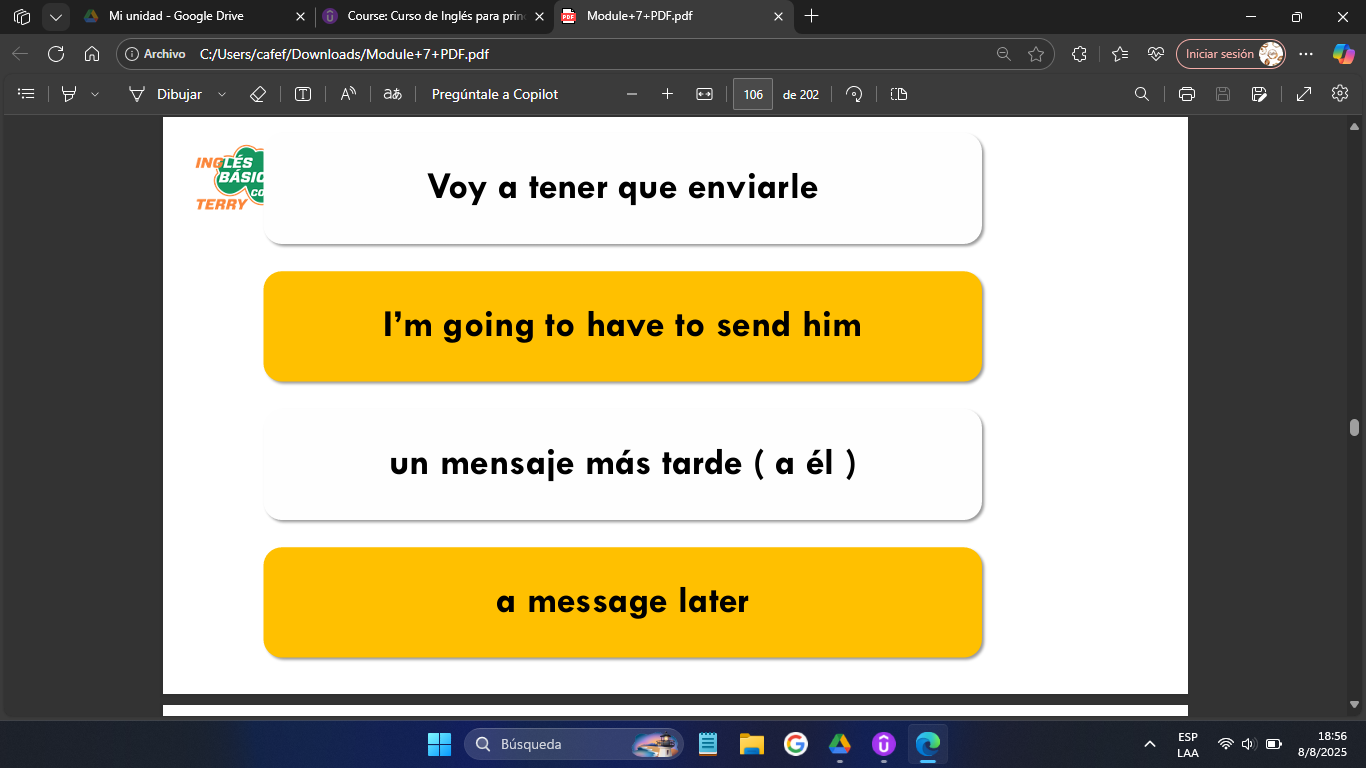 Mi unidad - Google Drive
Course: Curso de Inglés para prin
Module+7+PDF.pdf
Archivo C:/Users/cafef/Downloads/Module+7+PDF.pdf
Iniciar sesión
Dibujar
Pregúntale a Copilot
106 de 202
INGLÉS
BÁSIC
CO
TERRY
Voy a tener que enviarle
I'm going to have to send him
un mensaje más tarde ( a él )
a message later
Búsqueda
ESP
LAA
18:56
8/8/2025